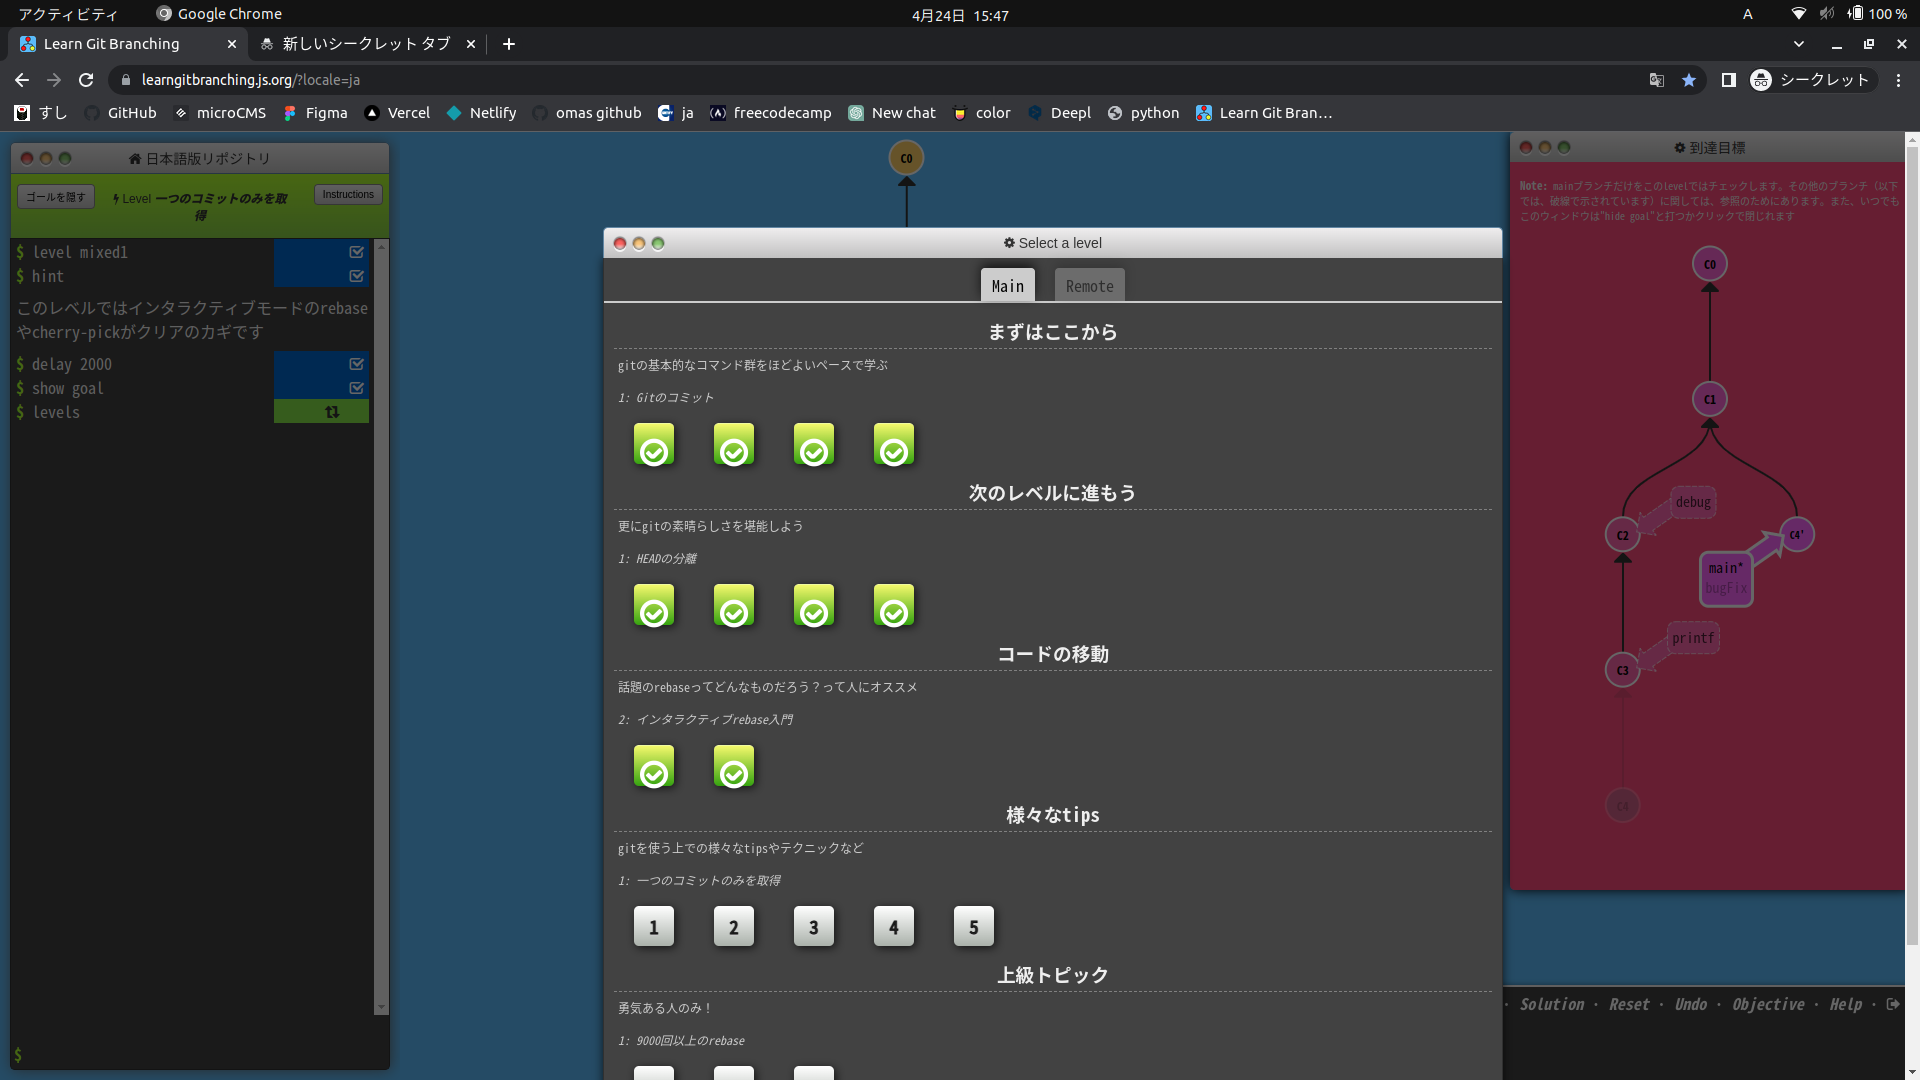 アクティビティ
Google Chrome
4月24日 15:47
A
100 %
Learn Git Branching
新しいシークレット タブ
learngitbranching.js.org/?locale=ja
シークレット
すし
GitHub
microCMS
Figma
Vercel
Netlify
omas github
ja
freecodecamp
New chat
color
Deepl
python
Learn Git Bran…
日本語版リポジトリ
ゴールを隠す
Level 一つのコミットのみを取
得
Instructions
$ level mixed1
$ hint
このレベルではインタラクティブモードのrebase
やcherry-pickがクリアのカギです
$ delay 2000
$ show goal
$ levels
$
C0
Select a level
Main
Remote
まずはここから
gitの基本的なコマンド群をほどよいペースで学ぶ
1: Gitのコミット
次のレベルに進もう
更にgitの素晴らしさを堪能しよう
1: HEADの分離
コードの移動
話題のrebaseってどんなものだろう？って人にオススメ
2: インタラクティブrebase入門
様々なtips
gitを使う上での様々なtipsやテクニックなど
1: 一つのコミットのみを取得
1
2
3
4
5
上級トピック
勇気ある人のみ！
1: 9000回以上のrebase
到達目標
Note: mainブランチだけをこのlevelではチェックします。その他のブランチ（以下
では、破線で示されています）に関しては、参照のためにあります。また、いつでも
このウィンドウは"hide goal"と打つかクリックで閉じれます
C0
C1
debug
C2
C4'
main*
bugFix
printf
C3
C4
· Solution · Reset · Undo · Objective · Help ·